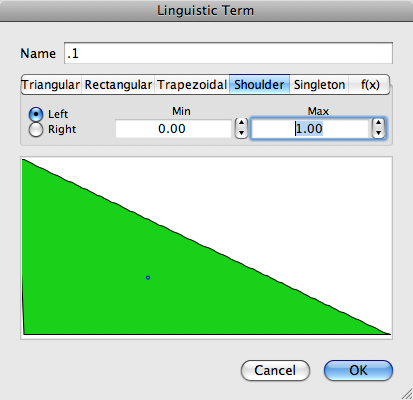 Linguistic Term
Name .1
Triangular Rectangular Trapezoidal Shoulder Singleton f(x)
Left Min Max
Right 0.00 1.00
Cancel OK